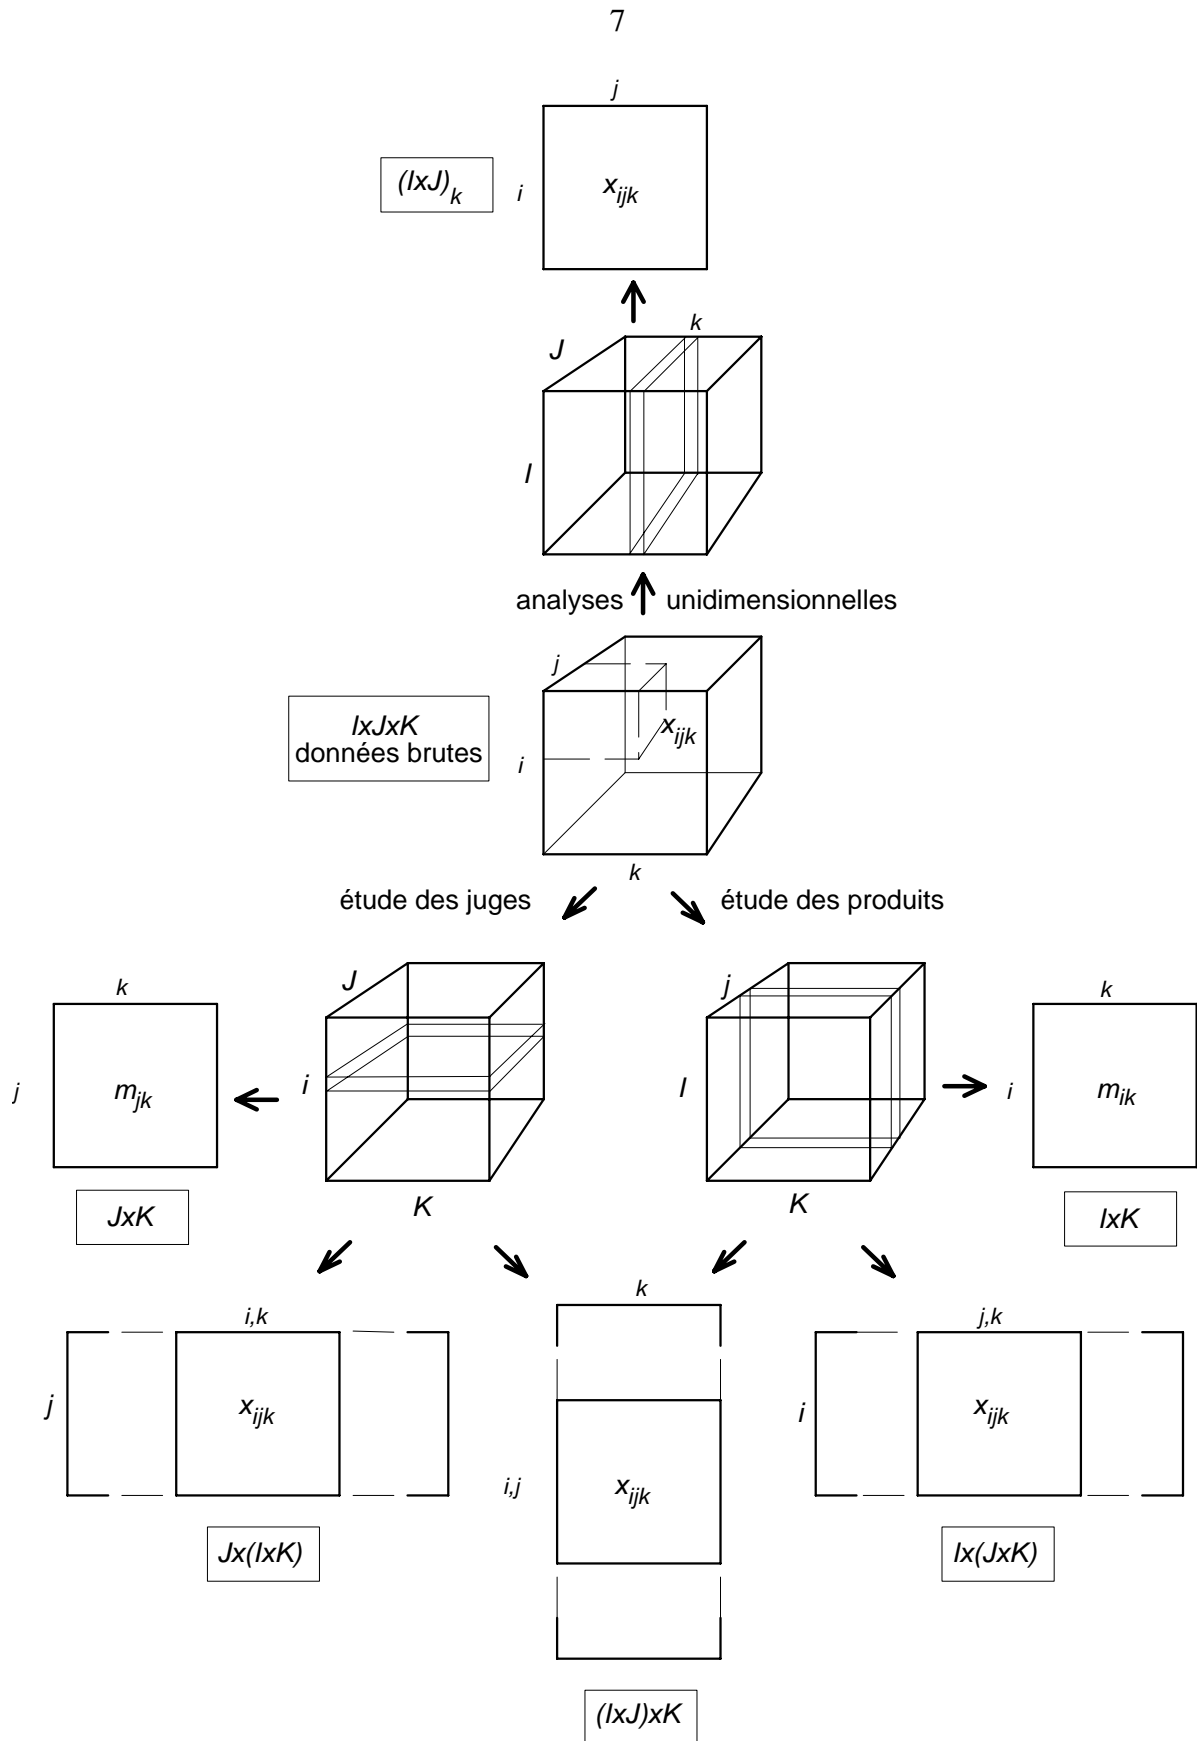 7
j
(IxJ)k
i
xijk
k
J
I
analyses unidimensionnelles
j
IxJxK
données brutes
xijk
i
k
étude des juges
étude des produits
J
j
k
k
j
mjk
i
I
i
mik
K
K
JxK
IxK
k
i,k
j,k
j
xijk
i
xijk
i,j
xijk
Jx(IxK)
Ix(JxK)
(IxJ)xK